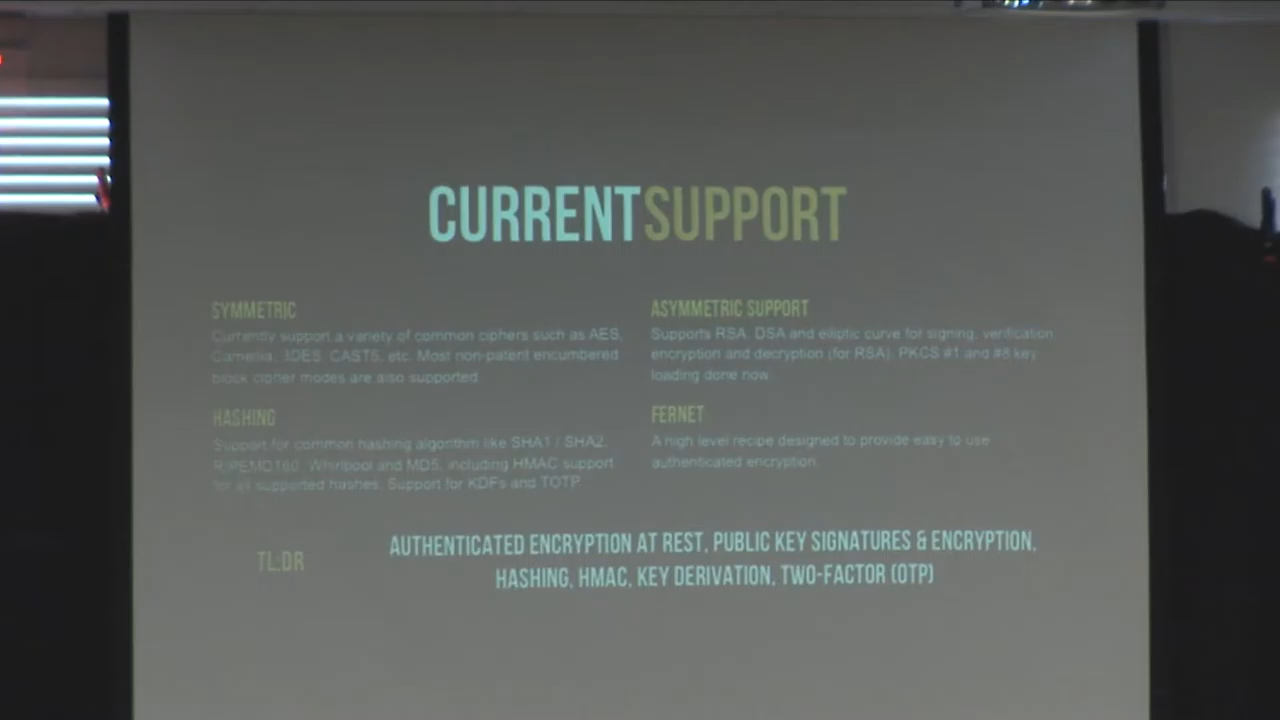 CURRENTSUPPORT
SYMMETRIC
Currently support a variety of common ciphers such as AES,
Camellia, 3DES, CAST5, etc. Most non-patent encumbered
block cipher modes are also supported.
HASHING
Support for common hashing algorithm like SHA1 / SHA2,
RIPEMD160, Whirlpool and MD5, including HMAC support
for all supported hashes. Support for KDFs and TOTP.
ASYMMETRIC SUPPORT
Supports RSA, DSA and elliptic curve for signing, verification
encryption and decryption (for RSA). PKCS #1 and #8 key
loading done now.
FERNET
A high level recipe designed to provide easy to use
authenticated encryption.
TL;DR
AUTHENTICATED ENCRYPTION AT REST, PUBLIC KEY SIGNATURES & ENCRYPTION,
HASHING, HMAC, KEY DERIVATION, TWO-FACTOR (OTP)